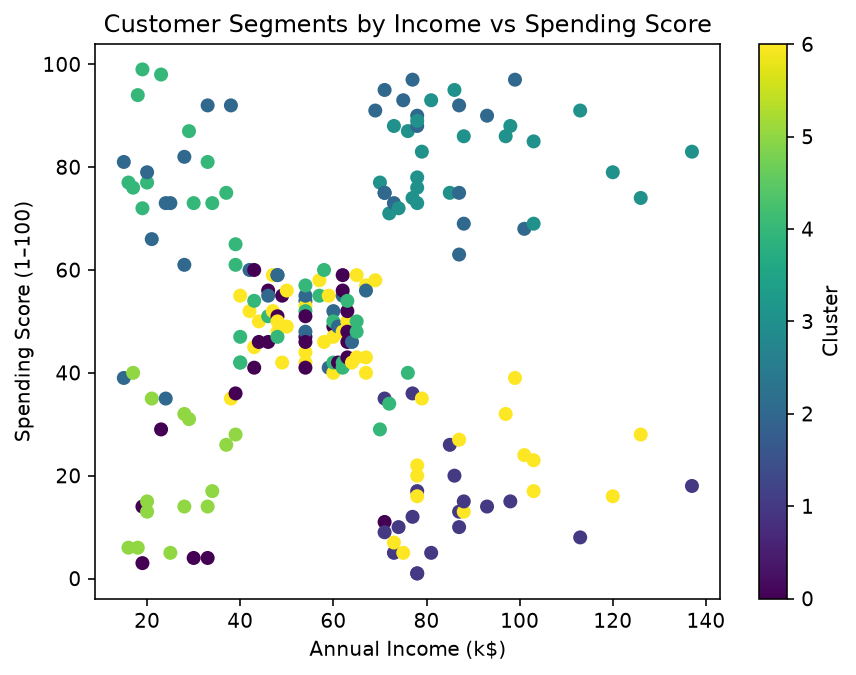 Customer Segments by Income vs Spending Score
100
80
60
40
20
0
Spending Score (1–100)
20 40 60 80 100 120 140
Annual Income (k$)
6
5
4
3
2
1
0
Cluster